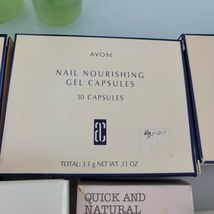 AVON
NAIL NOURISHING
GEL CAPSULES
10 CAPSULES
TOTAL: 3,1 g NET WT. .11 OZ.
QUICK AND
NATURAL